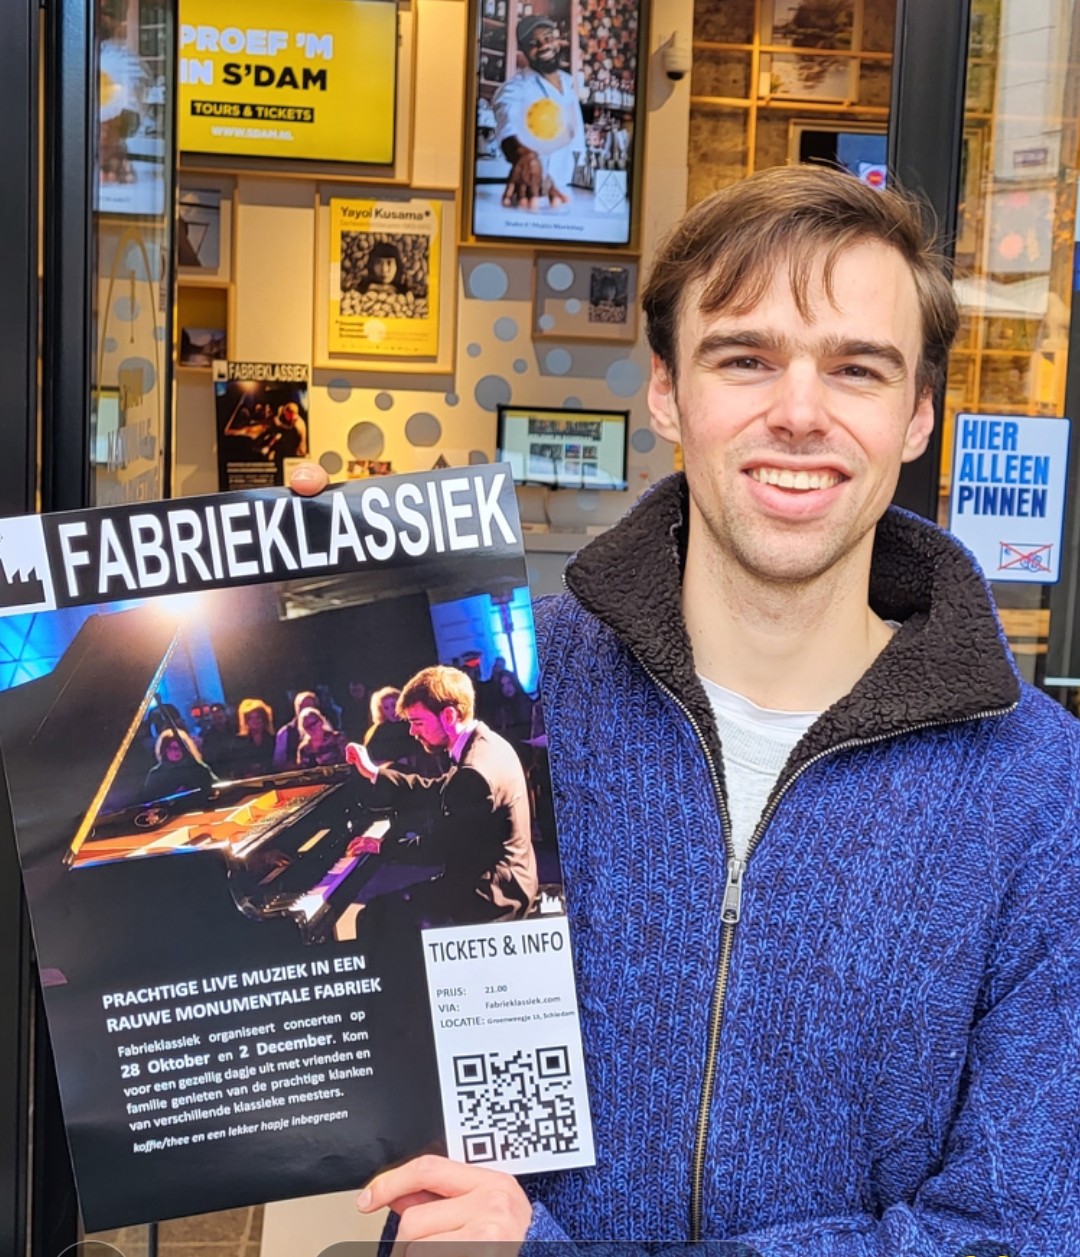 PROEF 'M
IN S'DAM
TOURS & TICKETS
WWW.SDAM.NL
Yayoi Kusama*
FABRIEKLASSIEK
HIER
ALLEEN
PINNEN
FABRIEKLASSIEK
PRACHTIGE LIVE MUZIEK IN EEN
RAUWE MONUMENTALE FABRIEK
Fabrieklassiek organiseert concerten op
28 Oktober en 2 December. Kom
voor een gezellig dagje uit met vrienden en
familie genieten van de prachtige klanken
van verschillende klassieke meesters.
koffie/thee en een lekker hapje inbegrepen
TICKETS & INFO
PRIJS: 21.00
VIA: Fabrieklassiek.com
LOCATIE: Groenweegje 13, Schiedam